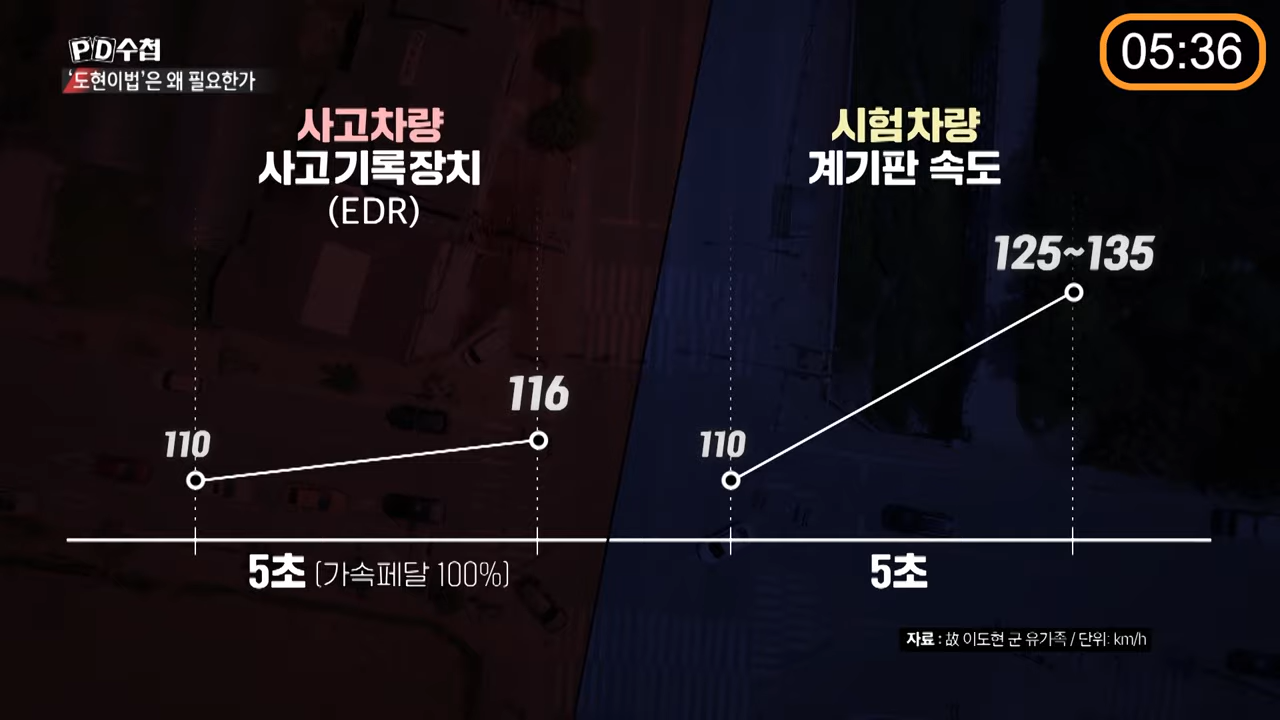 PD수첩
'도현이법'은 왜 필요한가
05:36
사고차량
사고기록장치
(EDR)
110
116
5초 (가속페달 100%)
시험차량
계기판 속도
110
125~135
5초
자료 : 故 이도현 군 유가족 / 단위: km/h